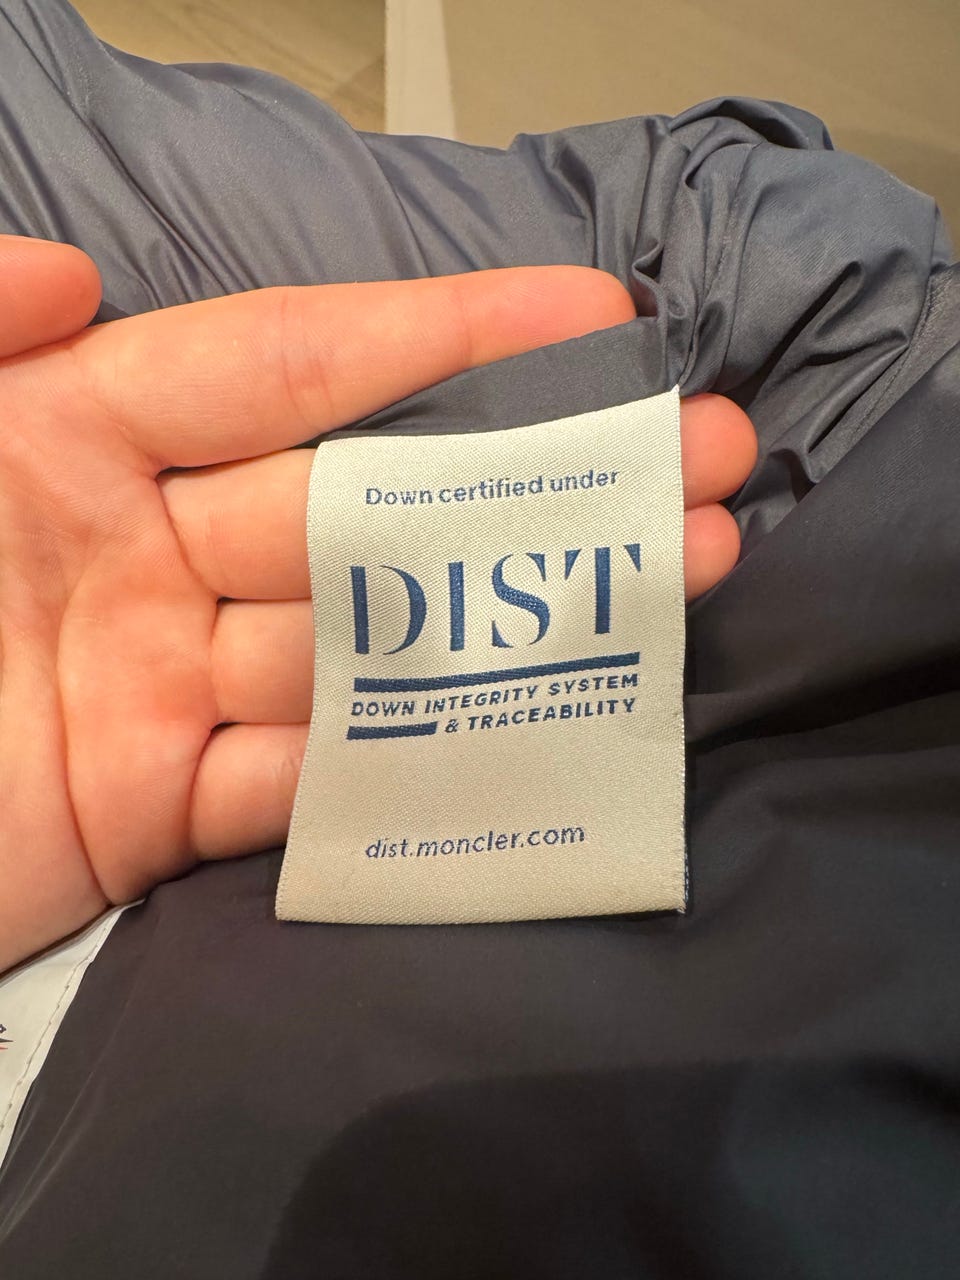 Down certified under
DIST
DOWN INTEGRITY SYSTEM
& TRACEABILITY
dist.moncler.com